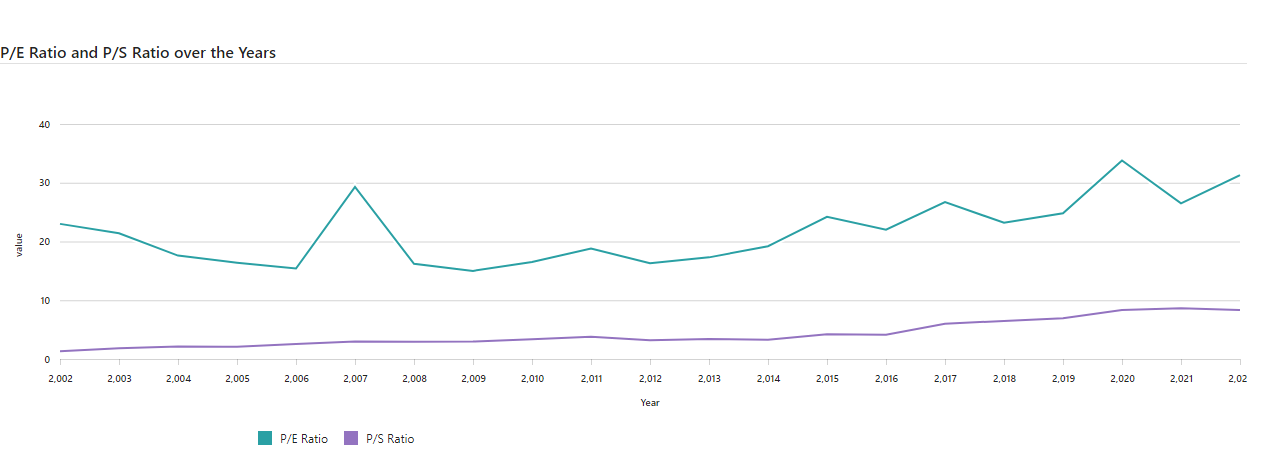 P/E Ratio and P/S Ratio over the Years
40
30
20
10
0
value
2,002 2,003 2,004 2,005 2,006 2,007 2,008 2,009 2,010 2,011 2,012 2,013 2,014 2,015 2,016 2,017 2,018 2,019 2,020 2,021 2,02
Year
P/E Ratio P/S Ratio